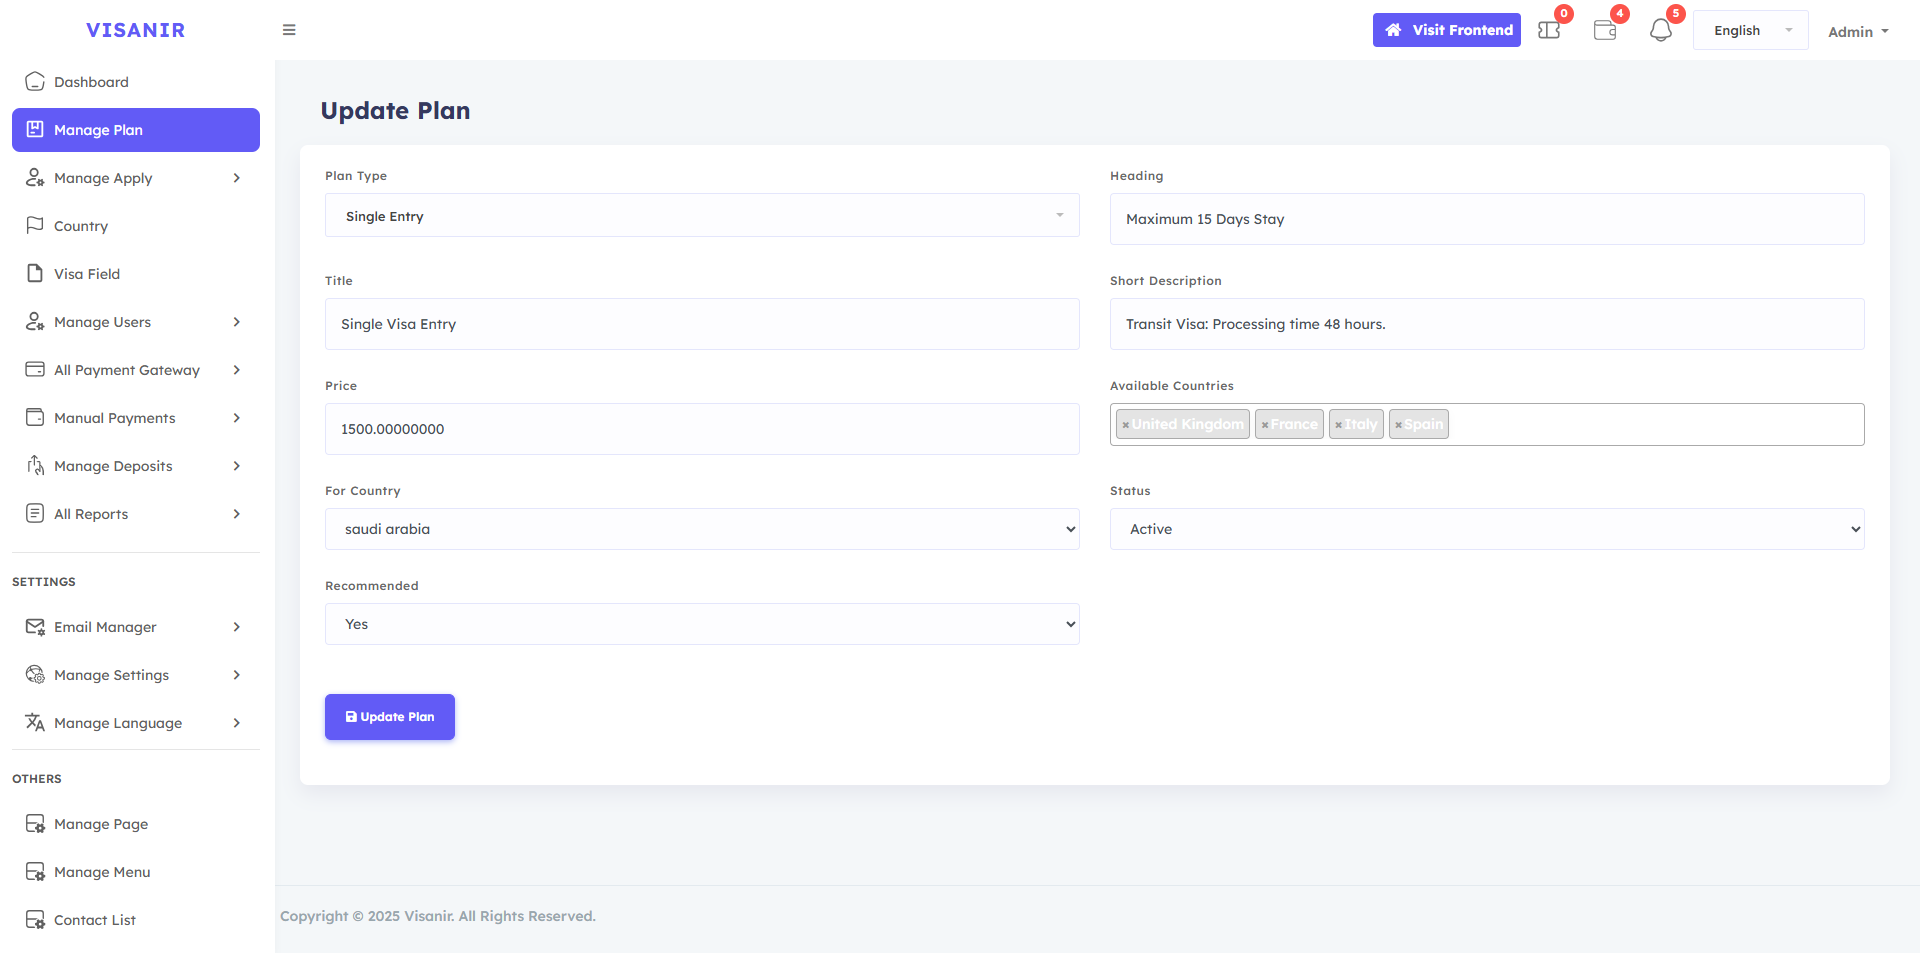 VISANIR
Visit Frontend
0
4
5
English
Admin
Dashboard
Manage Plan
Manage Apply
Country
Visa Field
Manage Users
All Payment Gateway
Manual Payments
Manage Deposits
All Reports
SETTINGS
Email Manager
Manage Settings
Manage Language
OTHERS
Manage Page
Manage Menu
Contact List
Update Plan
Plan Type
Single Entry
Heading
Maximum 15 Days Stay
Title
Single Visa Entry
Short Description
Transit Visa: Processing time 48 hours.
Price
1500.00000000
Available Countries
×United Kingdom ×France ×Italy ×Spain
For Country
saudi arabia
Status
Active
Recommended
Yes
Update Plan
Copyright © 2025 Visanir. All Rights Reserved.